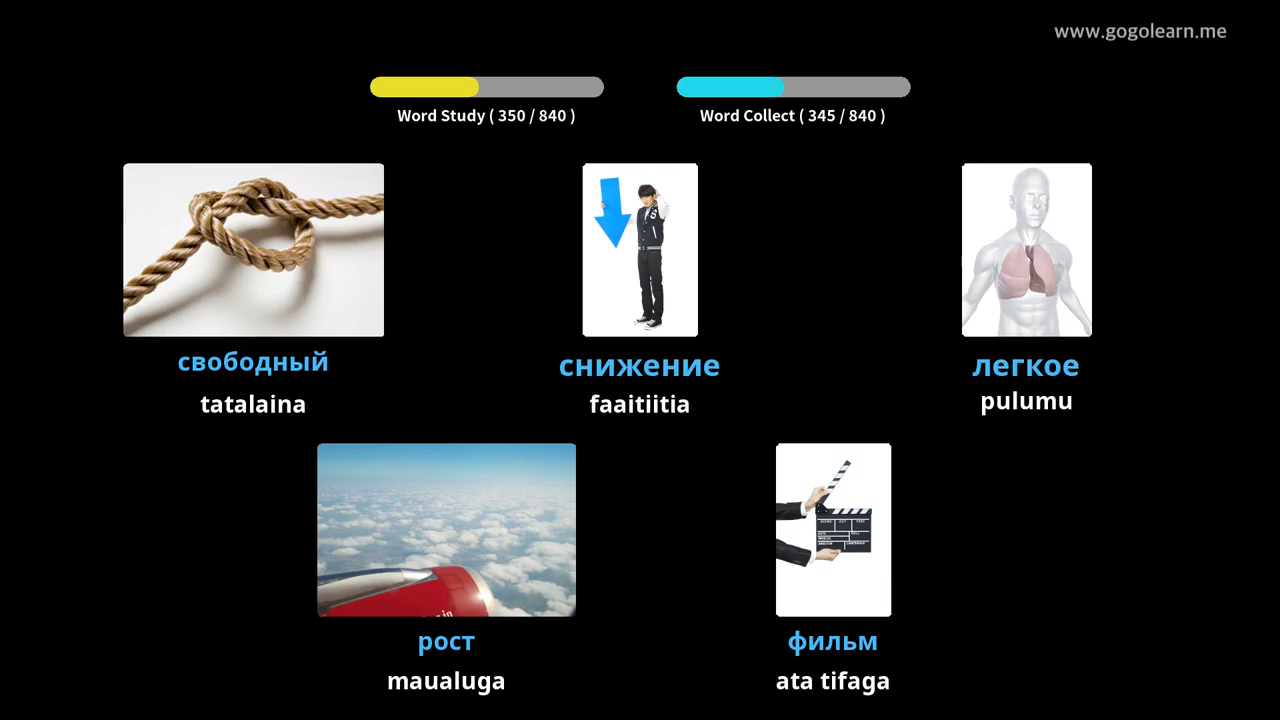 www.gogolearn.me
Word Study ( 350 / 840 )
Word Collect ( 345 / 840 )
свободный
tatalaina
снижение
faaitiitia
легкое
pulumu
рост
maualuga
фильм
ata tifaga